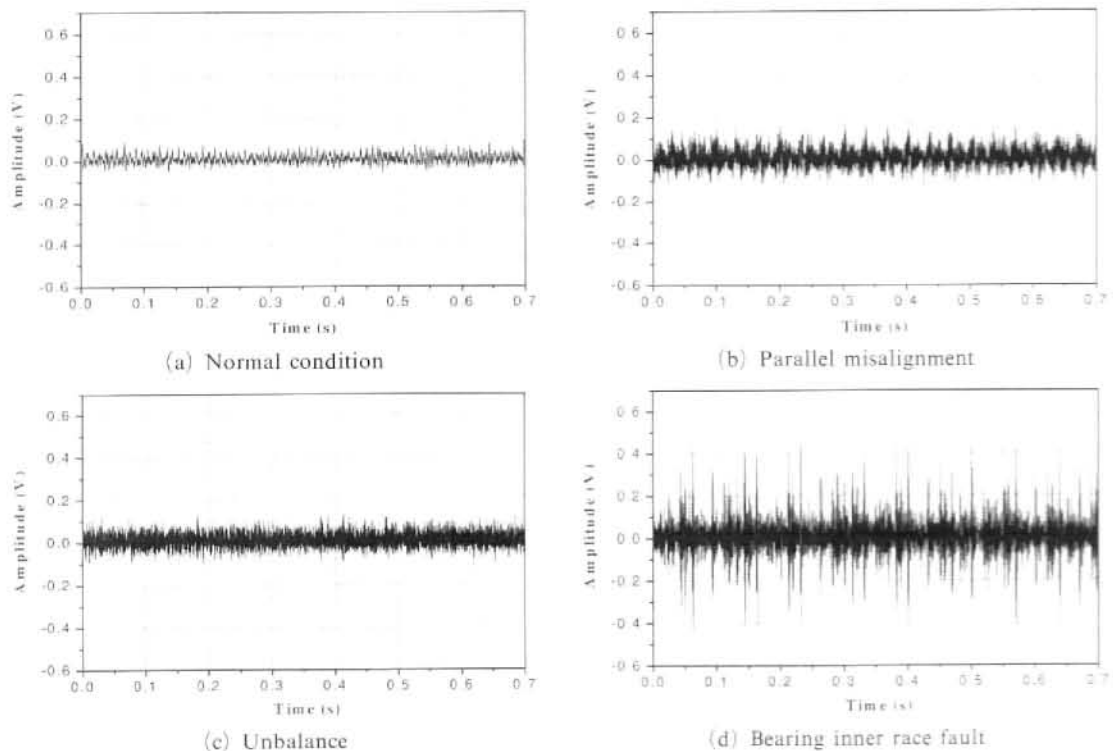 0.6
0.4
0.2
0.0
-0.2
-0.4
-0.6
Amplitude (V)
0.0 0.1 0.2 0.3 0.4 0.5 0.6 0.7
Time (s)
(a) Normal condition
0.6
0.4
0.2
0.0
-0.2
-0.4
-0.6
Amplitude (V)
0.0 0.1 0.2 0.3 0.4 0.5 0.6 0.7
Time (s)
(b) Parallel misalignment
0.6
0.4
0.2
0.0
-0.2
-0.4
-0.6
Amplitude (V)
0.0 0.1 0.2 0.3 0.4 0.5 0.6 0.7
Time (s)
(c) Unbalance
0.6
0.4
0.2
0.0
-0.2
-0.4
-0.6
Amplitude (V)
0.0 0.1 0.2 0.3 0.4 0.5 0.6 0.7
Time (s)
(d) Bearing inner race fault